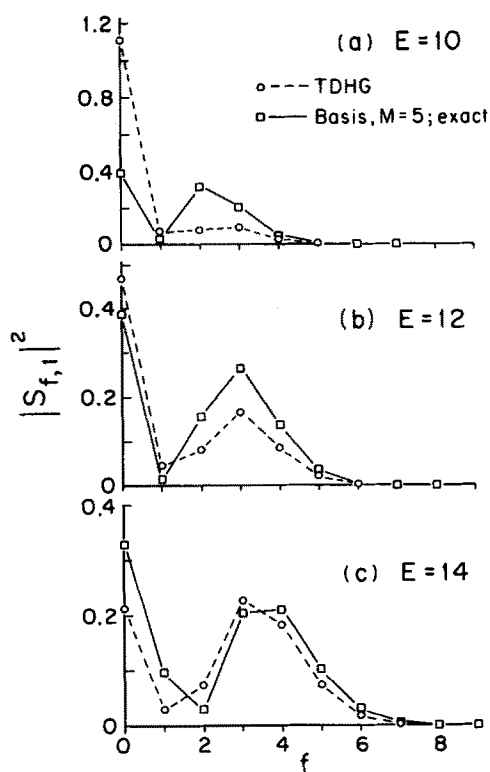 (a) E=10
TDHG
Basis, M=5; exact
1.2
0.8
0.4
0
(b) E=12
0.4
0.2
0
(c) E=14
0.4
0.2
0
|S_{f,1}|^2
0 2 4 6 8
f